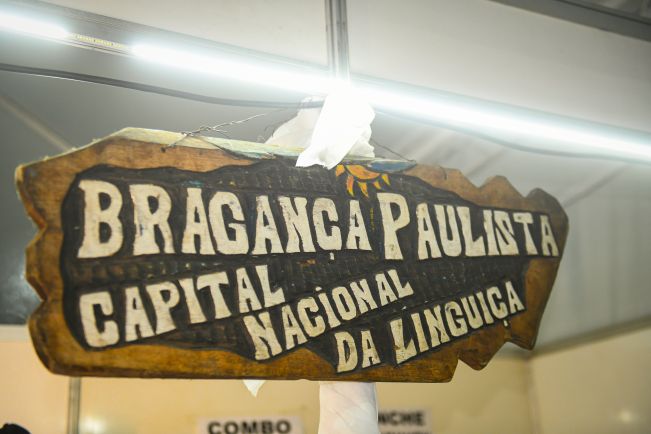 BRAGANÇA PAULISTA
CAPITAL
NACIONAL
DA LINGUIÇA
COMBO